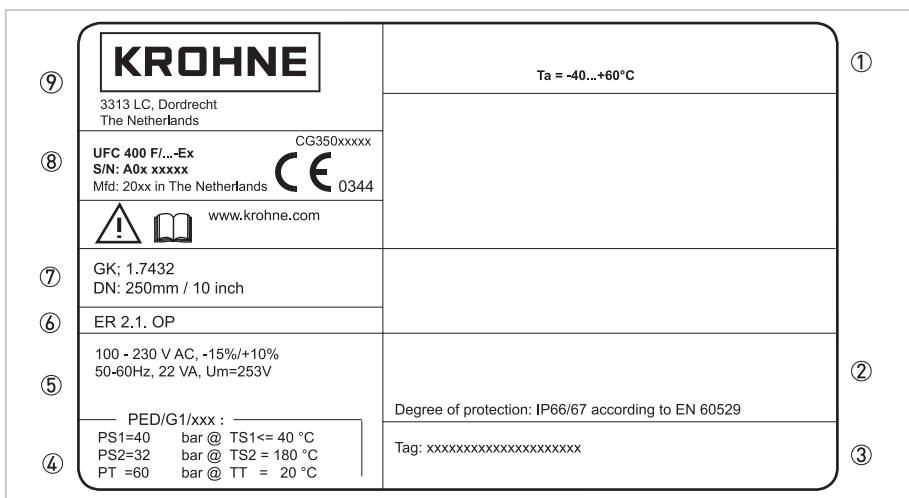 KROHNE
3313 LC, Dordrecht
The Netherlands
CG350xxxxx
UFC 400 F/...-Ex
S/N: A0x xxxxx
Mfd: 20xx in The Netherlands
CE 0344
www.krohne.com
GK; 1.7432
DN: 250mm / 10 inch
ER 2.1. OP
100 - 230 V AC, -15%/+10%
50-60Hz, 22 VA, Um=253V
PED/G1/xxx :
PS1=40 bar @ TS1<= 40 °C
PS2=32 bar @ TS2 = 180 °C
PT =60 bar @ TT = 20 °C
Ta = -40...+60°C
Degree of protection: IP66/67 according to EN 60529
Tag: xxxxxxxxxxxxxxxxxxxxx
①
②
③
④
⑤
⑥
⑦
⑧
⑨